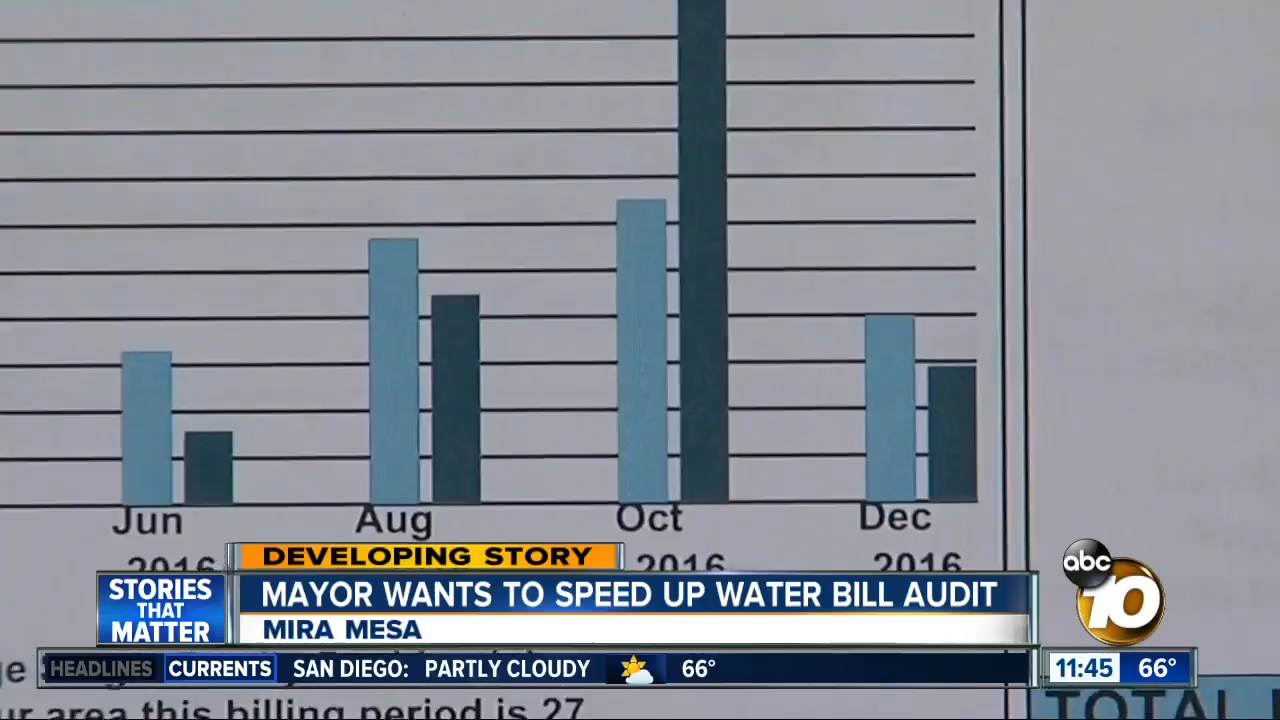 Jun
Aug
Oct
Dec
2016
2016
2016
DEVELOPING STORY
STORIES
THAT
MATTER
MAYOR WANTS TO SPEED UP WATER BILL AUDIT
MIRA MESA
abc
10
HEADLINES
CURRENTS
SAN DIEGO: PARTLY CLOUDY 66°
11:45 66°
area this billing period is 27
TOTAL